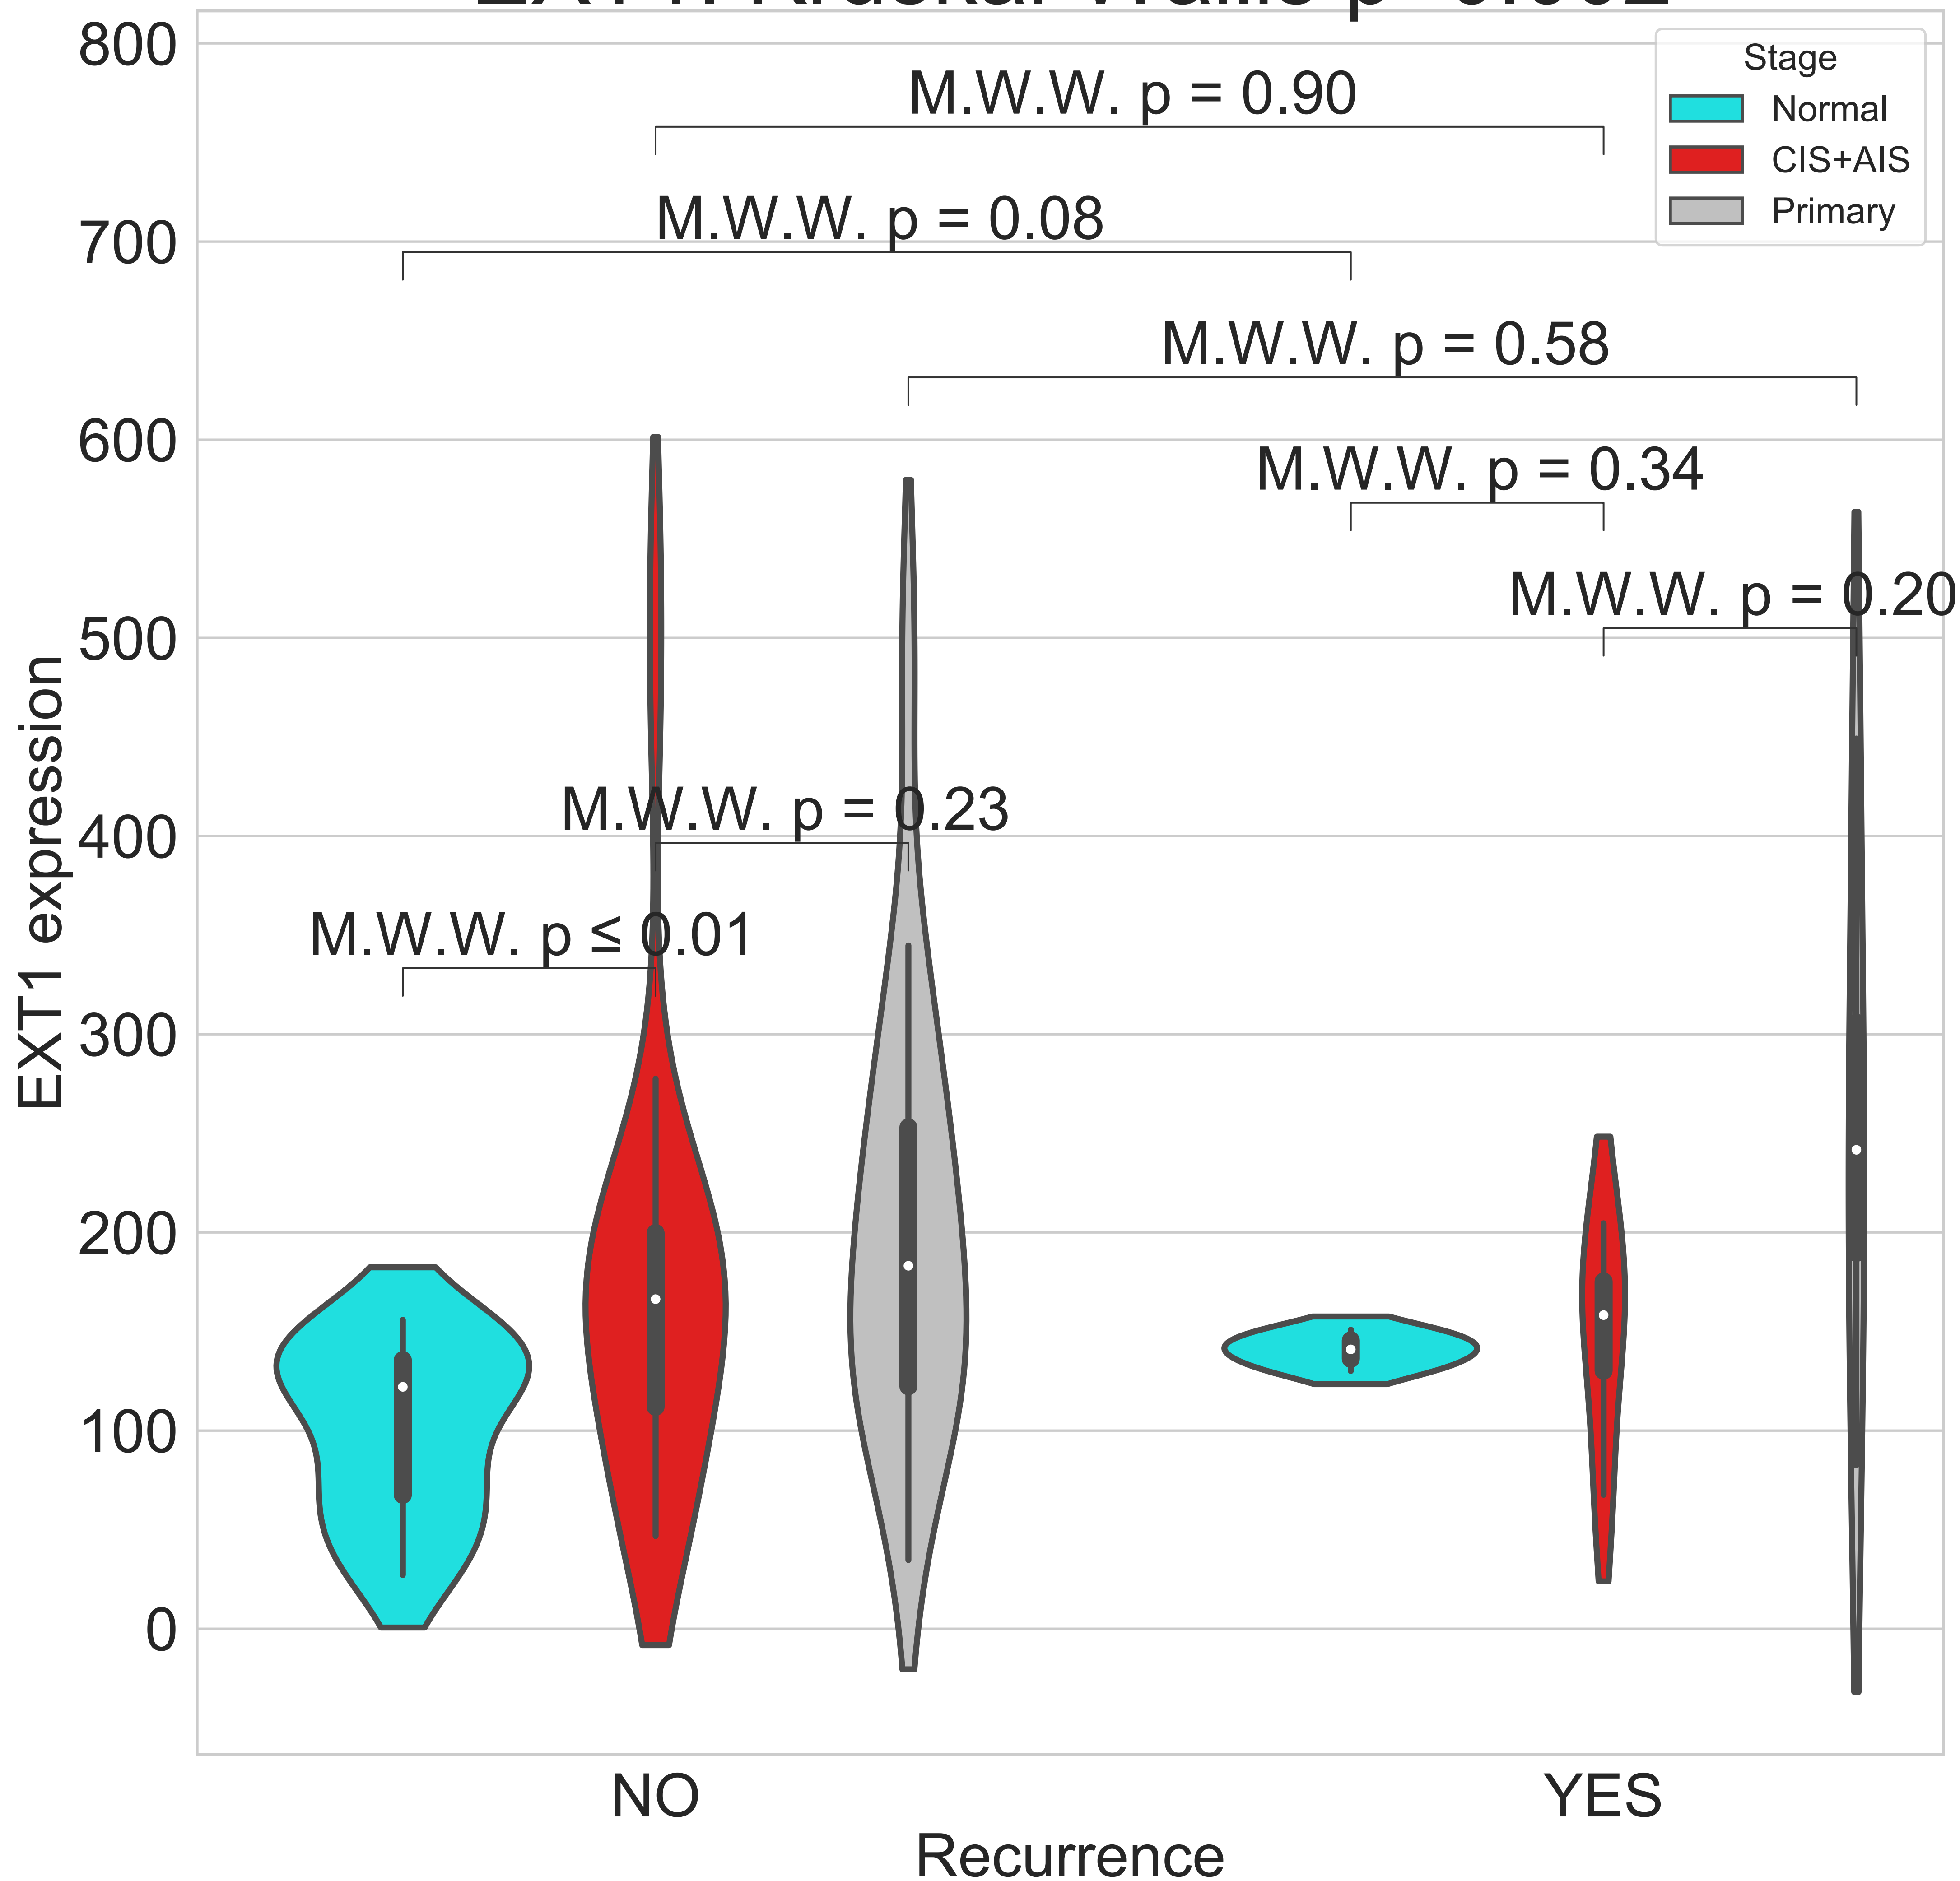 800
M.W.W. p = 0.90
Stage
Normal
CIS+AIS
Primary
M.W.W. p = 0.08
700
M.W.W. p = 0.58
600
M.W.W. p = 0.34
M.W.W. p = 0.20
500
M.W.W. p = 0.23
400
M.W.W. p ≤ 0.01
300
200
100
0
EXT1 expression
NO
YES
Recurrence